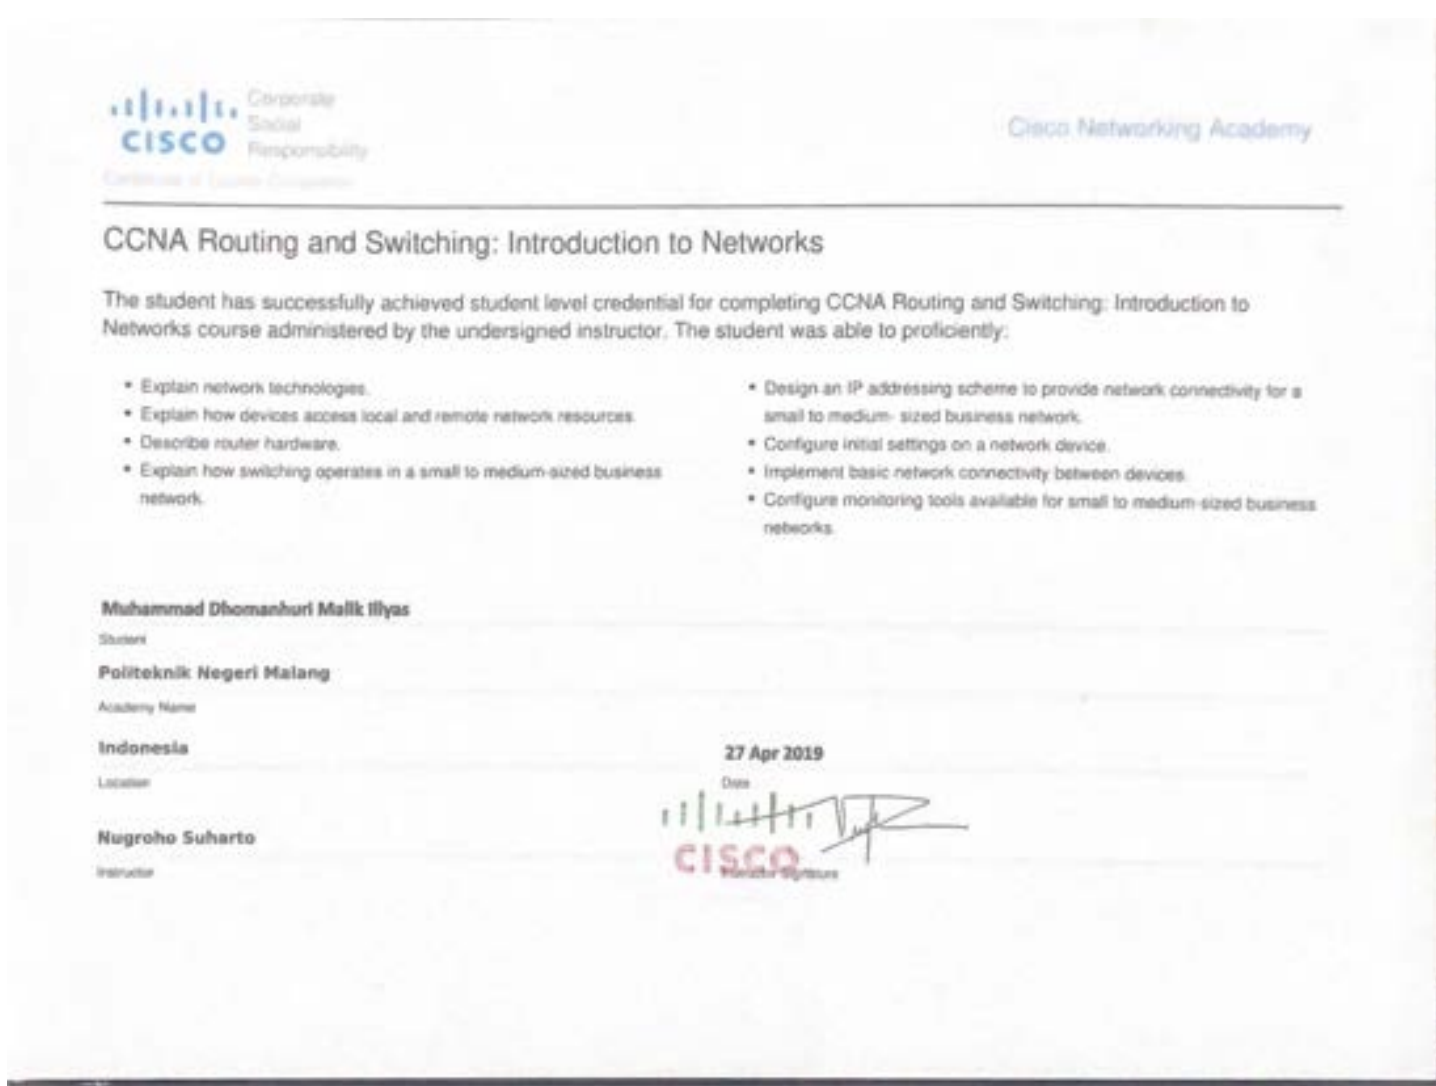 CISCO
Corporate
Social
Responsibility
Cisco Networking Academy
Certificate of Course Completion
CCNA Routing and Switching: Introduction to Networks
The student has successfully achieved student level credential for completing CCNA Routing and Switching: Introduction to
Networks course administered by the undersigned instructor. The student was able to proficiently:
• Explain network technologies.
• Explain how devices access local and remote network resources.
• Describe router hardware.
• Explain how switching operates in a small to medium-sized business
network.
• Design an IP addressing scheme to provide network connectivity for a
small to medium- sized business network.
• Configure initial settings on a network device.
• Implement basic network connectivity between devices.
• Configure monitoring tools available for small to medium-sized business
networks.
Muhammad Dhomanhuri Malik Illyas
Student
Politeknik Negeri Malang
Academy Name
Indonesia
Location
27 Apr 2019
Date
Nugroho Suharto
Instructor
CISCO
Instructor Signature